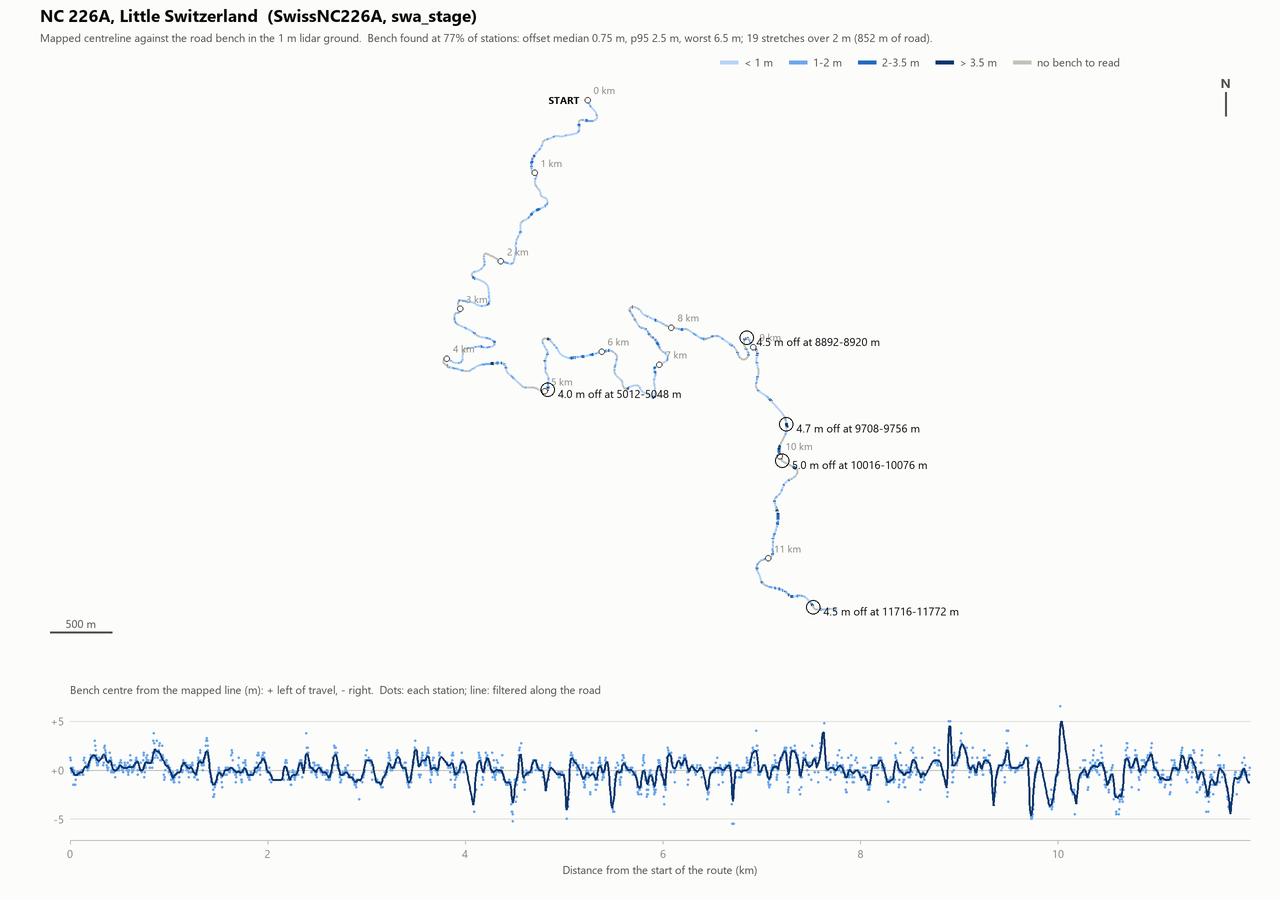 NC 226A, Little Switzerland  (SwissNC226A, swa_stage)
Mapped centreline against the road bench in the 1 m lidar ground.  Bench found at 77% of stations: offset median 0.75 m, p95 2.5 m, worst 6.5 m; 19 stretches over 2 m (852 m of road).
< 1 m
1-2 m
2-3.5 m
> 3.5 m
no bench to read
N
0 km
START
1 km
2 km
3 km
4 km
5 km
4.0 m off at 5012-5048 m
6 km
7 km
8 km
9 km
4.5 m off at 8892-8920 m
4.7 m off at 9708-9756 m
10 km
5.0 m off at 10016-10076 m
11 km
4.5 m off at 11716-11772 m
500 m
Bench centre from the mapped line (m): + left of travel, - right.  Dots: each station; line: filtered along the road
+5
+0
-5
0
2
4
6
8
10
Distance from the start of the route (km)